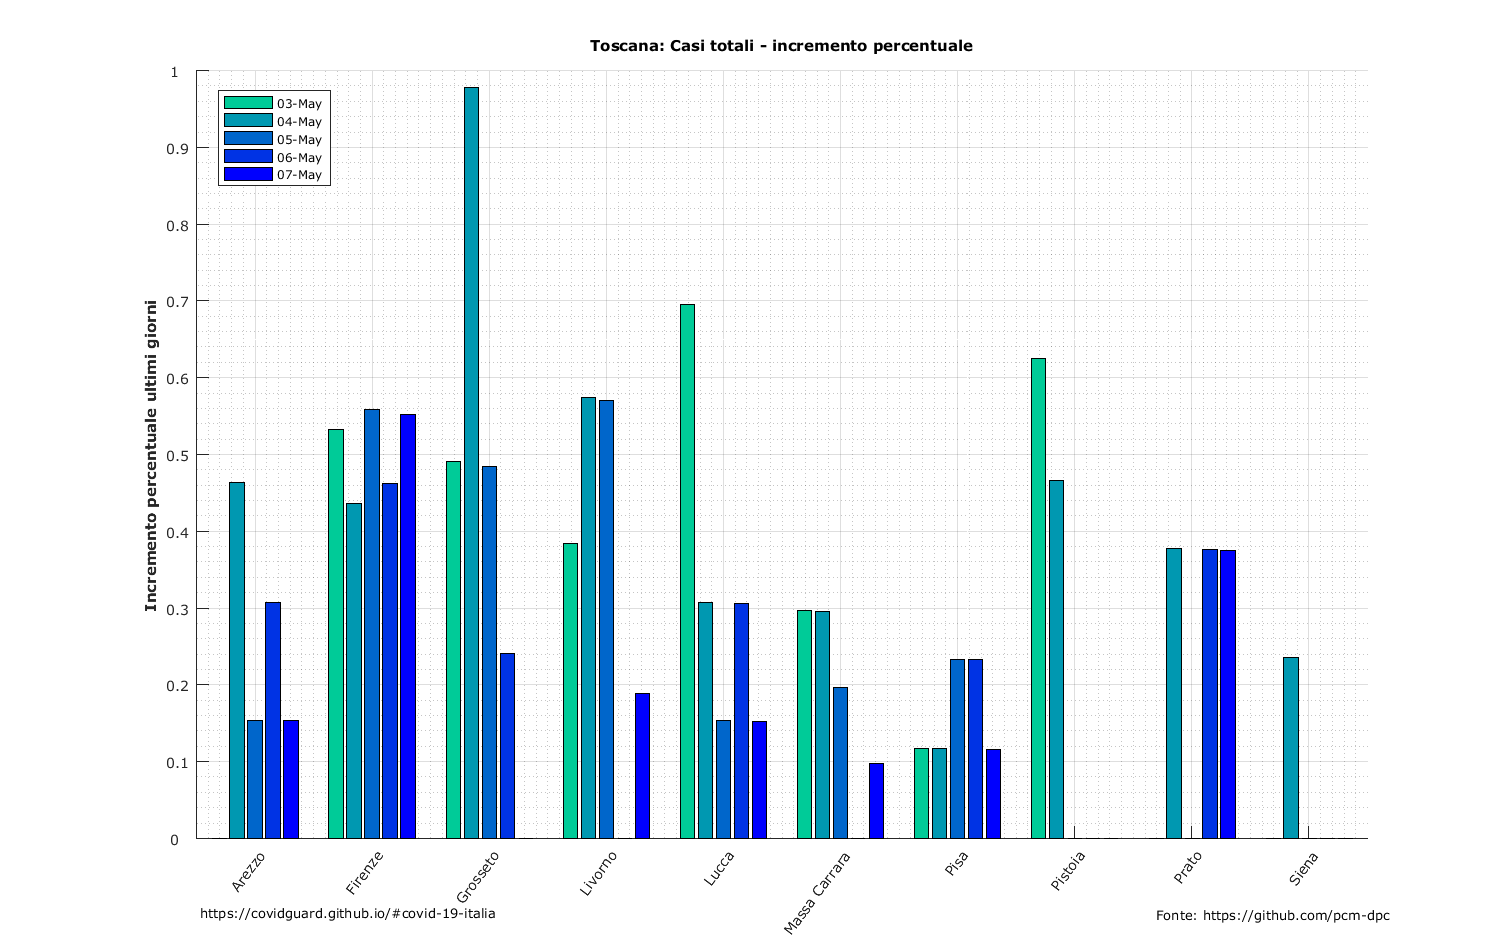 Toscana: Casi totali - incremento percentuale
1
0.9
0.8
0.7
0.6
0.5
0.4
0.3
0.2
0.1
0
Incremento percentuale ultimi giorni
03-May
04-May
05-May
06-May
07-May
Arezzo
Firenze
Grosseto
Livorno
Lucca
Massa Carrara
Pisa
Pistoia
Prato
Siena
https://covidguard.github.io/#covid-19-italia
Fonte: https://github.com/pcm-dpc